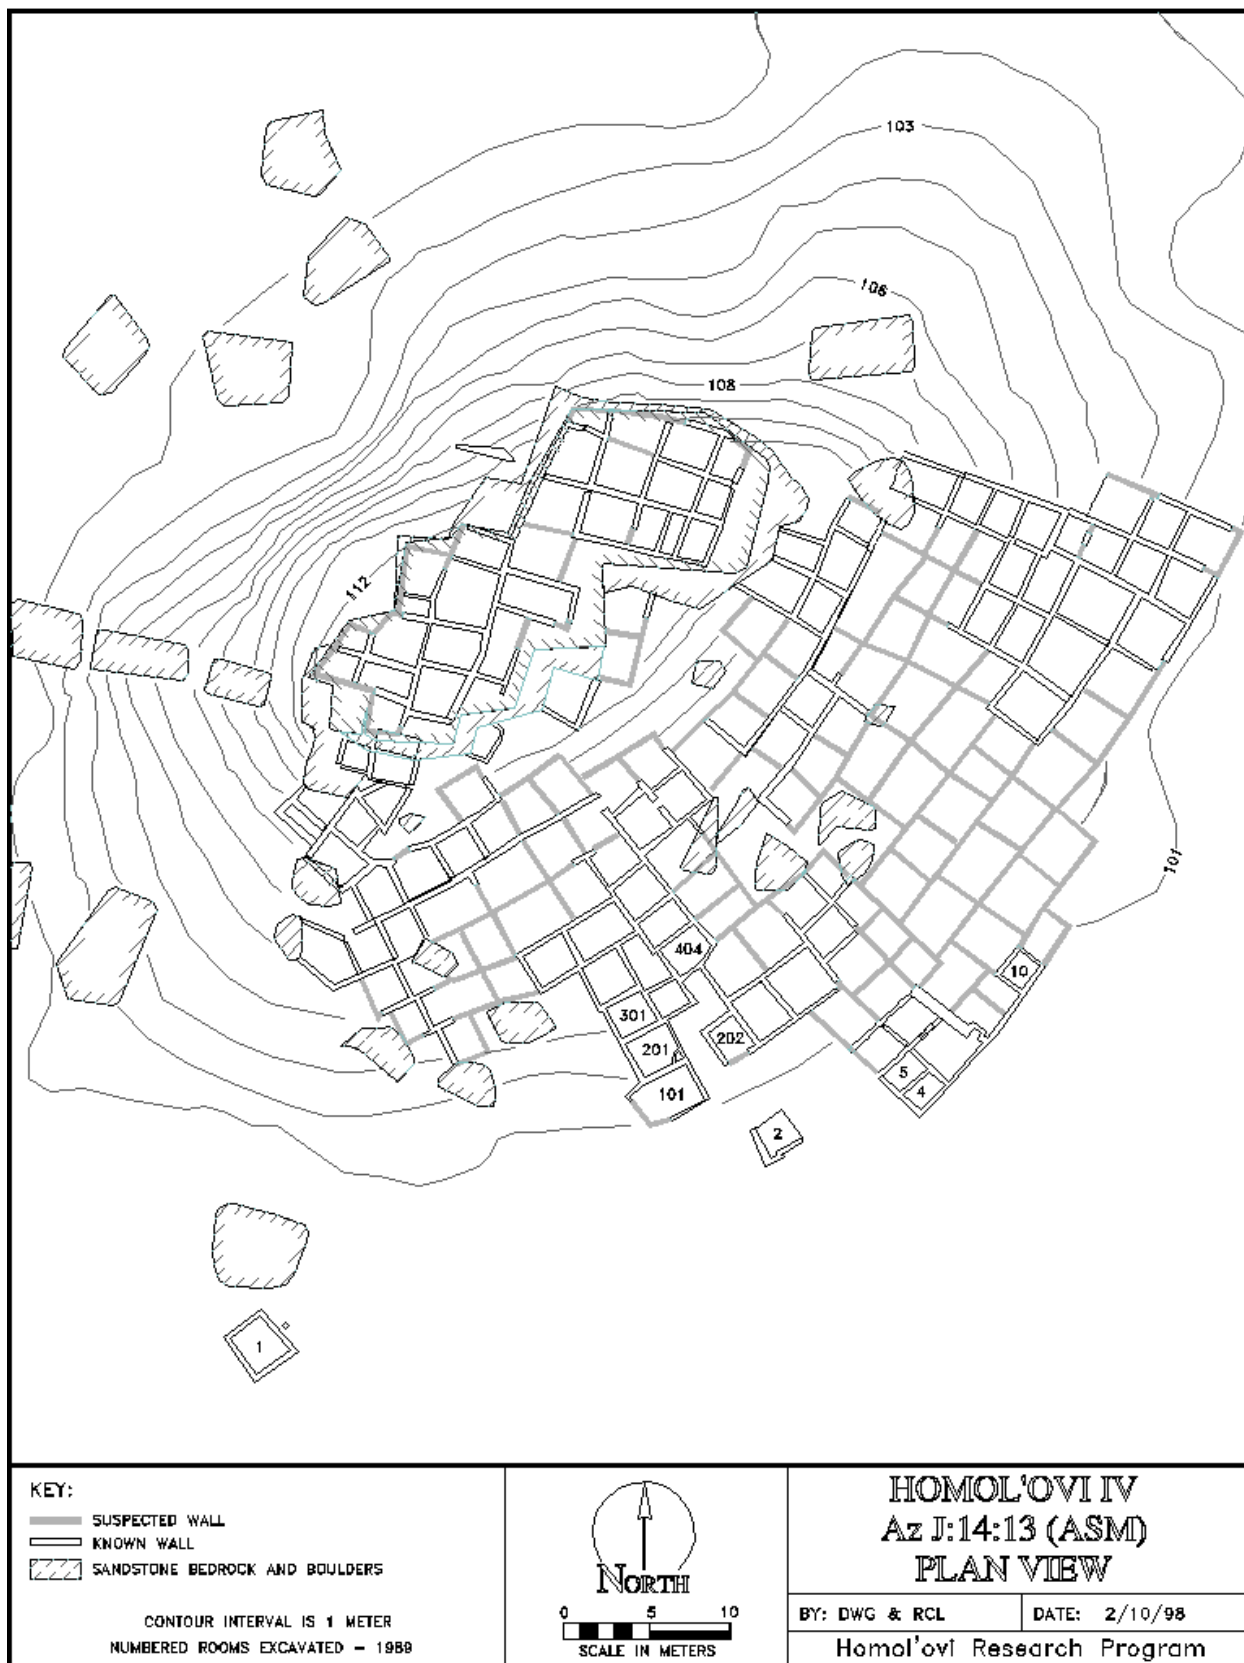 103
106
108
112
101
404
10
301
202
201
5
101
4
2
1
KEY:
SUSPECTED WALL
KNOWN WALL
SANDSTONE BEDROCK AND BOULDERS
CONTOUR INTERVAL IS 1 METER
NUMBERED ROOMS EXCAVATED – 1989
NORTH
0 5 10
SCALE IN METERS
HOMOL'OVI IV
Az J:14:13 (ASM)
PLAN VIEW
BY: DWG & RCL
DATE: 2/10/98
Homol'ovi Research Program